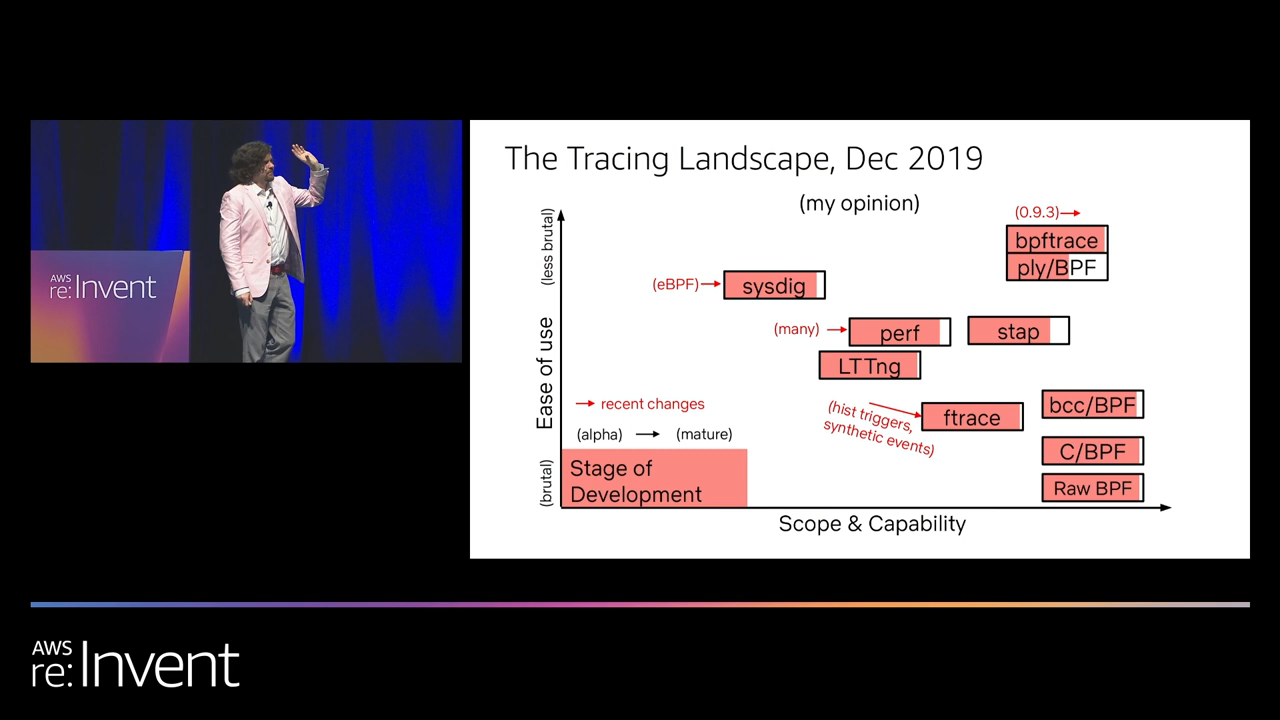 AWS
re:Invent
The Tracing Landscape, Dec 2019
(my opinion)
(less brutal)
Ease of use
(brutal)
(0.9.3)
bpftrace
ply/BPF
(eBPF)
sysdig
(many)
perf
stap
LTTng
recent changes
(hist triggers,
synthetic events)
ftrace
bcc/BPF
(alpha)
(mature)
C/BPF
Stage of
Development
Raw BPF
Scope & Capability
AWS
re:Invent